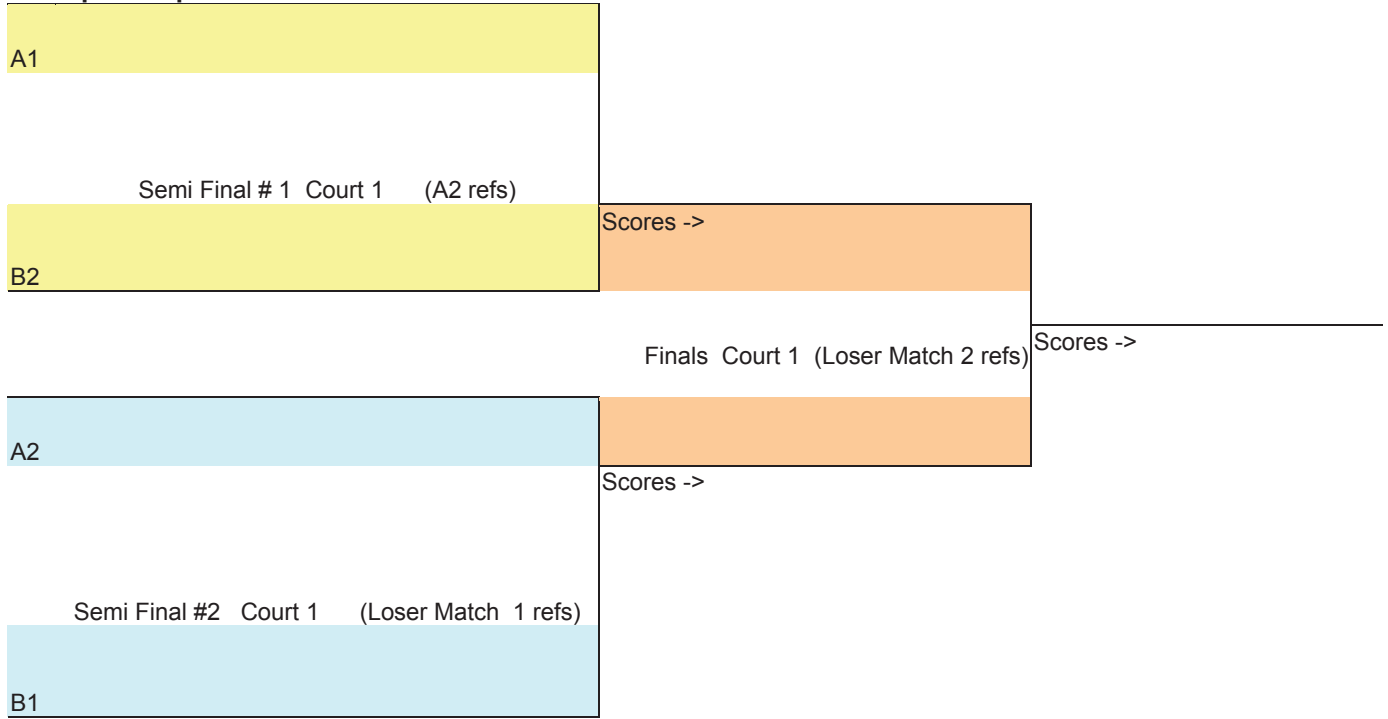 A1
Semi Final # 1 Court 1 (A2 refs)
Scores ->
B2
Finals Court 1 (Loser Match 2 refs)
Scores ->
A2
Scores ->
Semi Final #2 Court 1 (Loser Match 1 refs)
B1